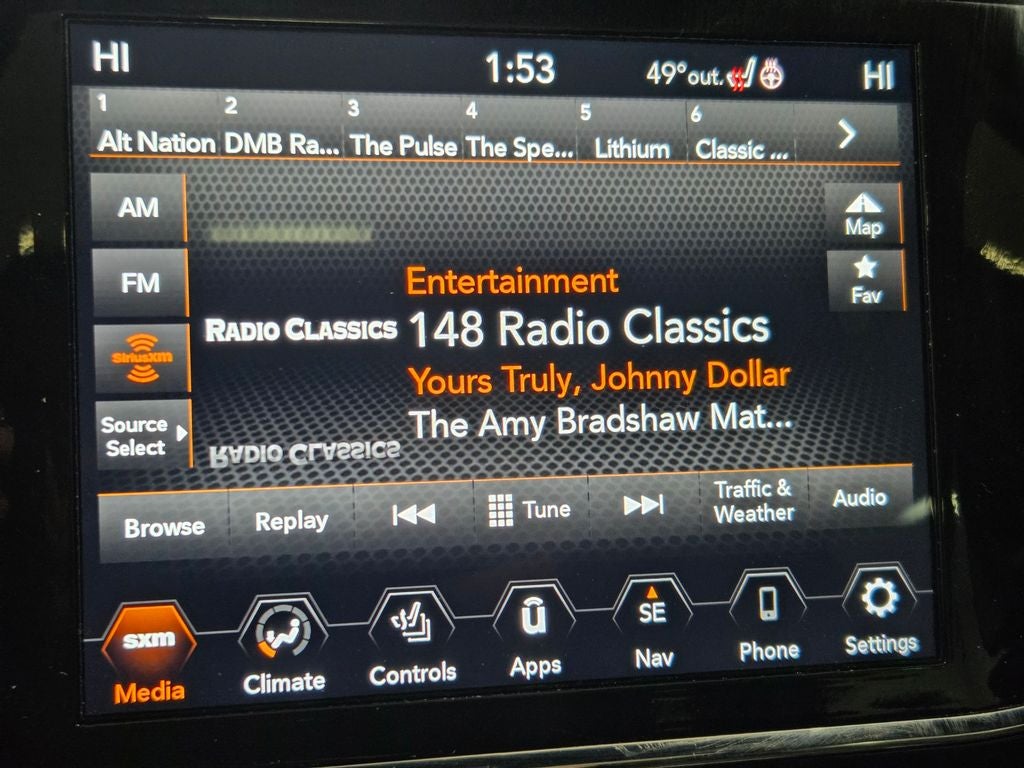 HI 1:53 49° out. HI
1 2 3 4 5 6
Alt Nation DMB Ra... The Pulse The Spe... Lithium Classic ...
AM
Map
FM
Fav
Entertainment
RADIO CLASSICS 148 Radio Classics
SiriusXM
Yours Truly, Johnny Dollar
The Amy Bradshaw Mat...
Source
Select
RADIO CLASSICS
Browse Replay Tune Traffic &
Weather Audio
sxm SE
Media Climate Controls Apps Nav Phone Settings